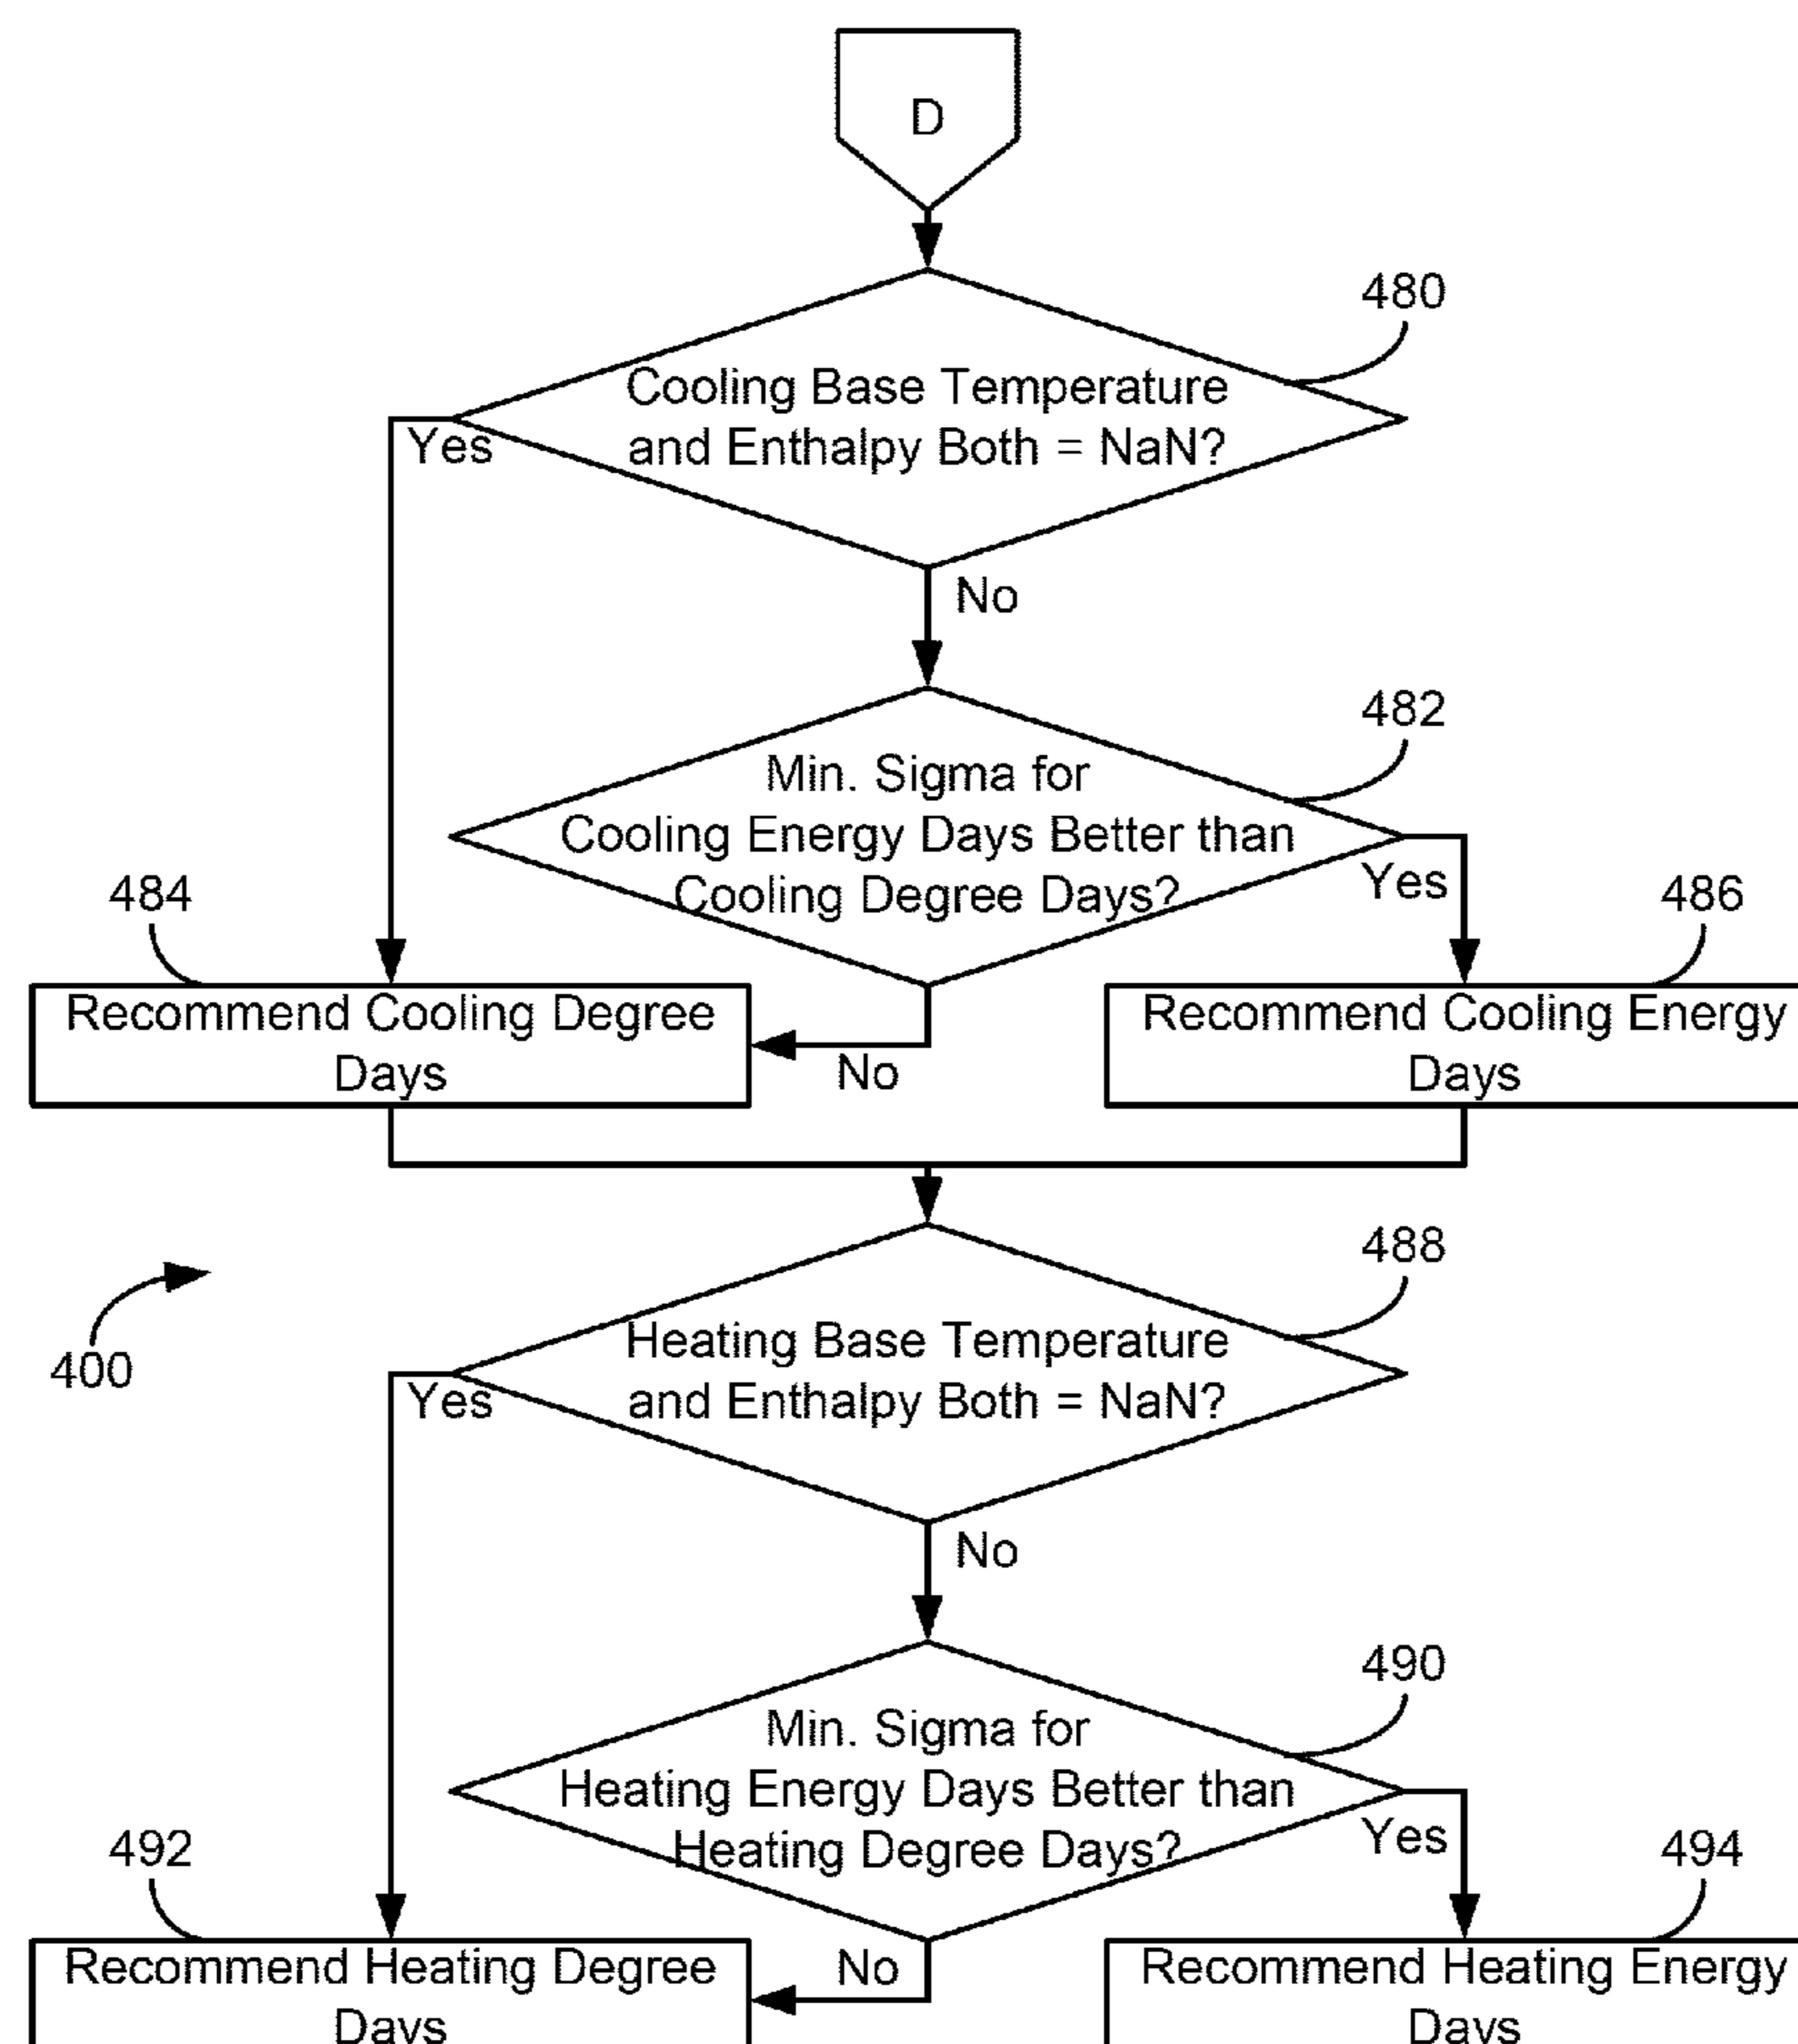 D
480
Cooling Base Temperature
and Enthalpy Both = NaN?
Yes
No
482
Min. Sigma for
Cooling Energy Days Better than
Cooling Degree Days?
Yes
484
486
Recommend Cooling Degree
Days
No
Recommend Cooling Energy
Days
488
Heating Base Temperature
and Enthalpy Both = NaN?
400
Yes
No
490
Min. Sigma for
Heating Energy Days Better than
Heating Degree Days?
Yes
492
494
Recommend Heating Degree
Days
No
Recommend Heating Energy
Days